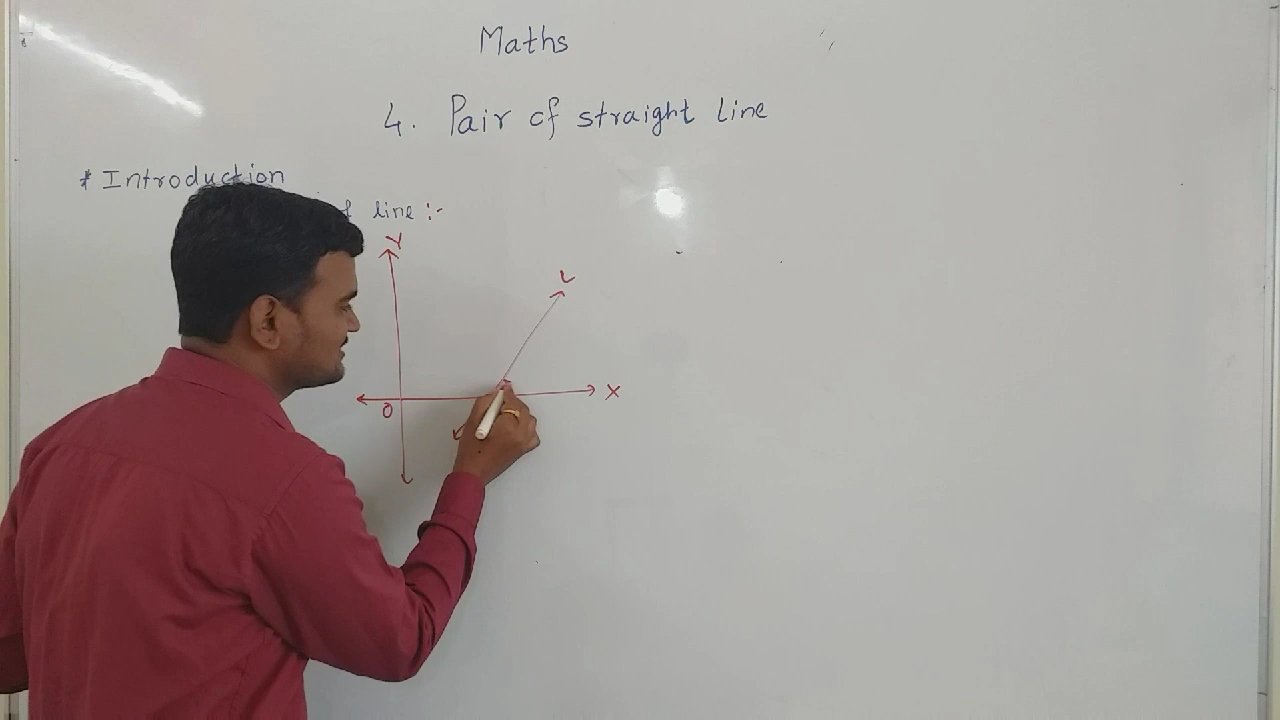 Maths
4. Pair of straight line
* Introduction
line :-
Y
L
X
O